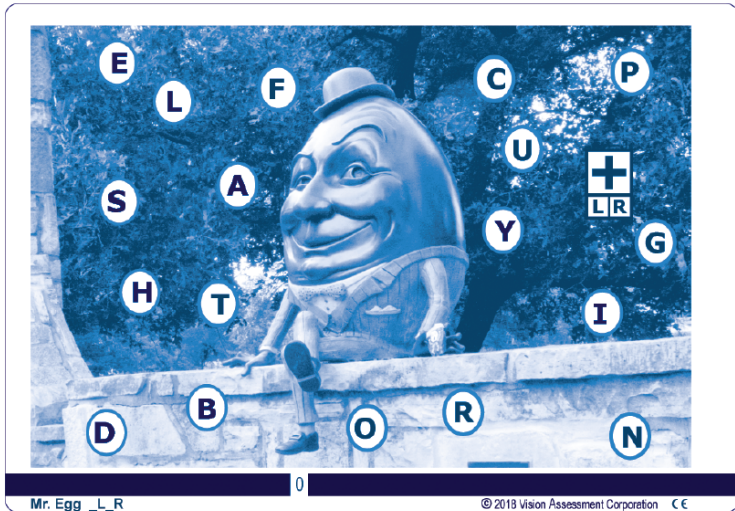 E
L
F
C
P
U
S
A
L R
Y
G
H
T
I
D
B
O
R
N
0
Mr. Egg _L_R
© 2018 Vision Assessment Corporation CE